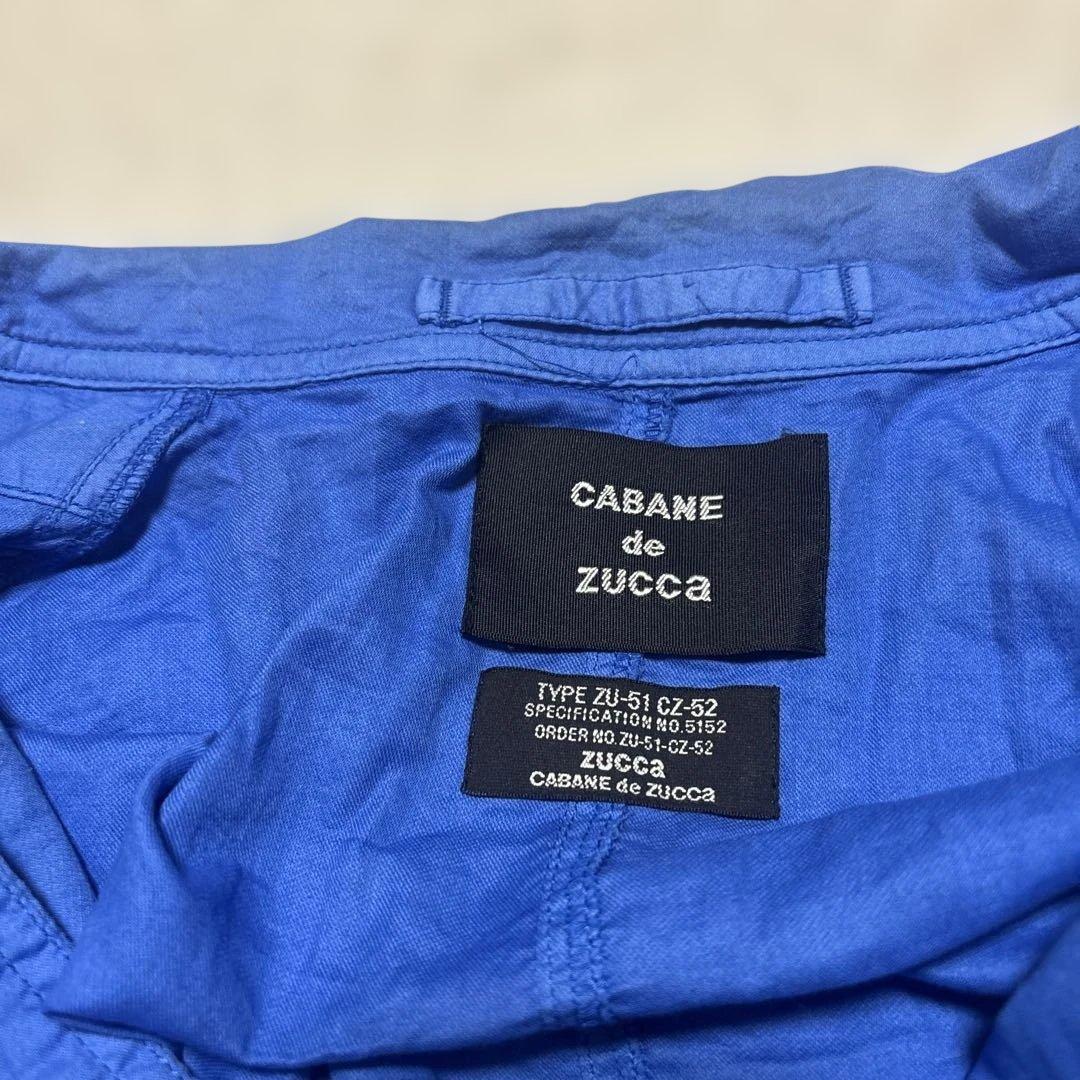 CABANE
de
zucca
TYPE ZU-51 CZ-52
SPECIFICATION NO.5152
ORDER NO.ZU-51-CZ-52
zucca
CABANE de zucca